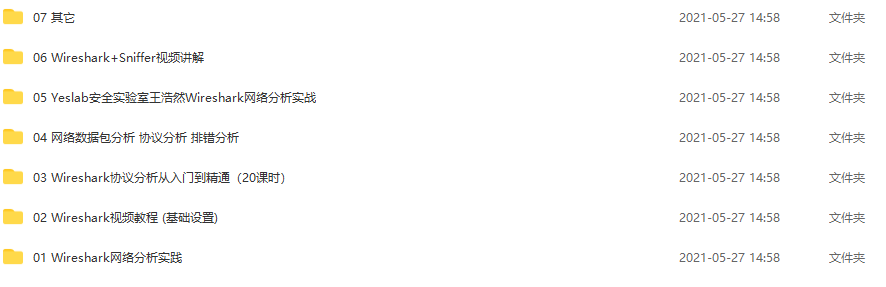 07 其它 2021-05-27 14:58 文件夹
06 Wireshark+Sniffer视频讲解 2021-05-27 14:58 文件夹
05 Yeslab安全实验室王浩然Wireshark网络分析实战 2021-05-27 14:58 文件夹
04 网络数据包分析 协议分析 排错分析 2021-05-27 14:58 文件夹
03 Wireshark协议分析从入门到精通（20课时） 2021-05-27 14:58 文件夹
02 Wireshark视频教程 (基础设置) 2021-05-27 14:58 文件夹
01 Wireshark网络分析实践 2021-05-27 14:58 文件夹